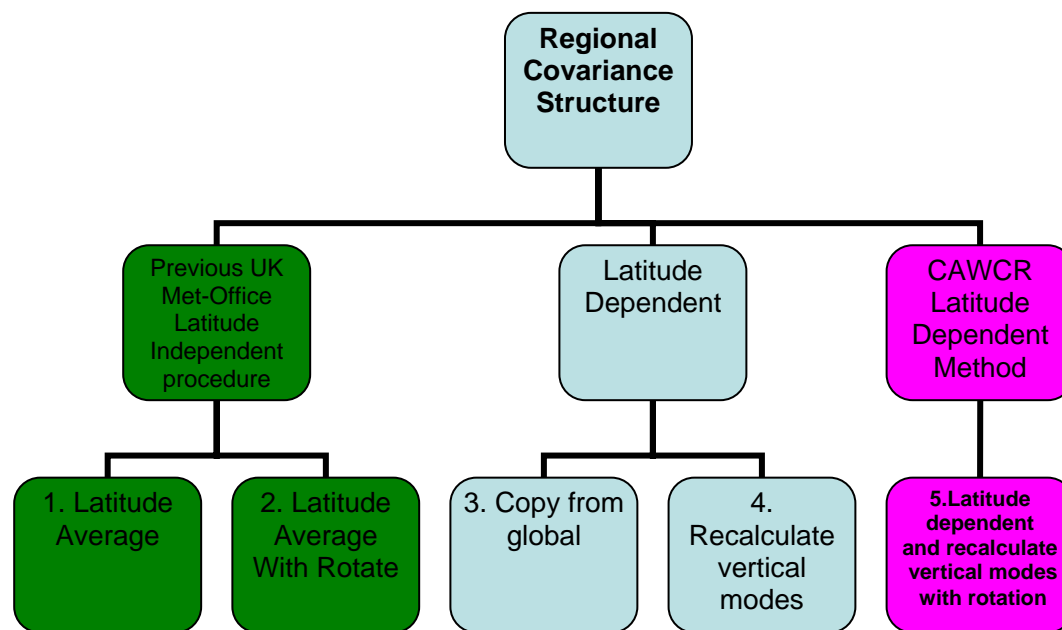 Regional
Covariance
Structure
Previous UK
Met-Office
Latitude
Independent
procedure
Latitude
Dependent
CAWCR
Latitude
Dependent
Method
1. Latitude
Average
2. Latitude
Average
With Rotate
3. Copy from
global
4.
Recalculate
vertical
modes
5.Latitude
dependent
and recalculate
vertical modes
with rotation